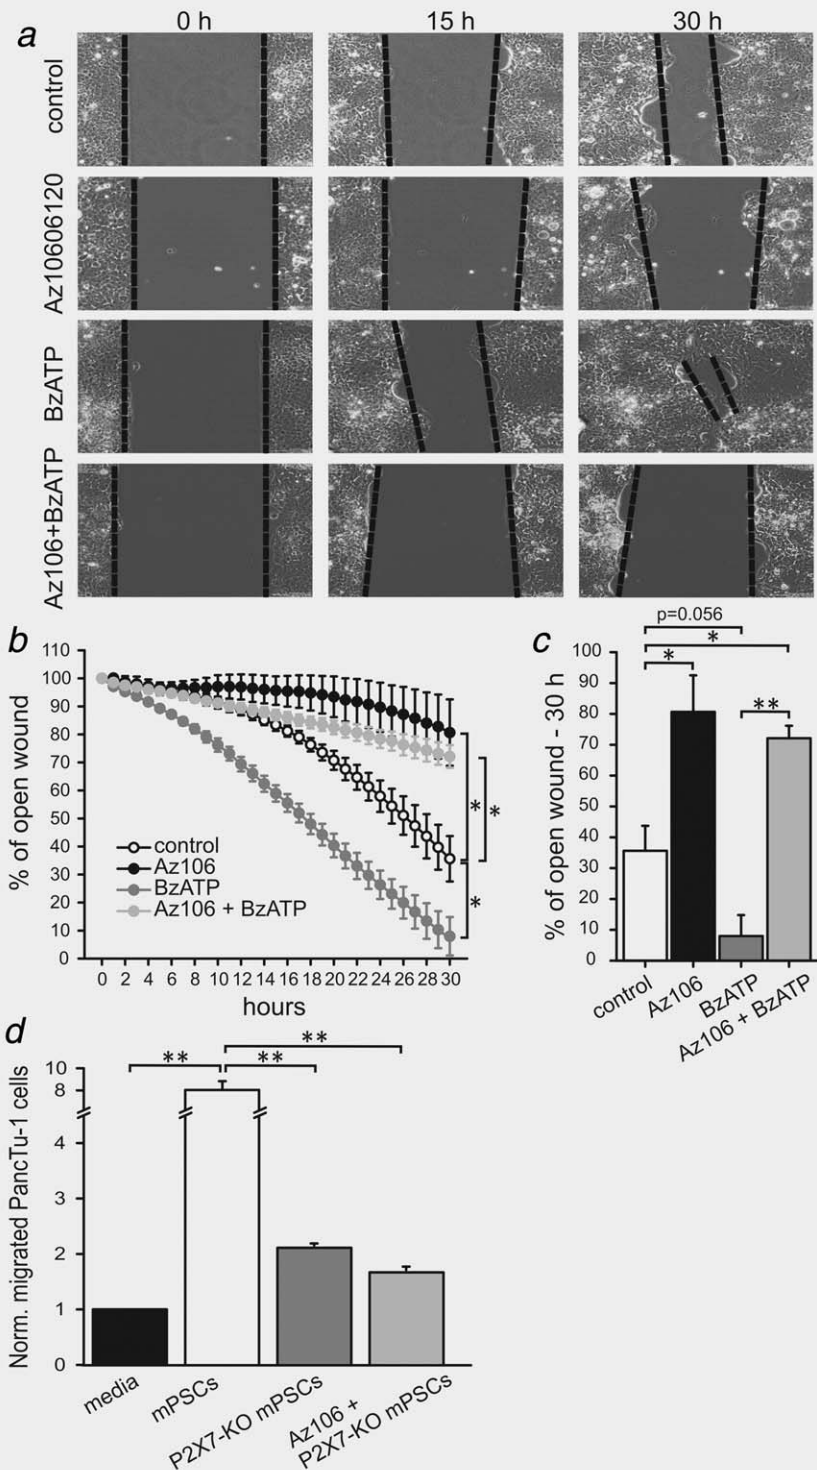 a
0 h 15 h 30 h
control
Az10606120
BzATP
Az106+BzATP
b
% of open wound
110
100
90
80
70
60
50
40
30
20
10
0
control
Az106
BzATP
Az106 + BzATP
*
*
*
0 2 4 6 8 10 12 14 16 18 20 22 24 26 28 30
hours
c
p=0.056
*
*
**
% of open wound - 30 h
100
90
80
70
60
50
40
30
20
10
0
control
Az106
BzATP
Az106 + BzATP
d
Norm. migrated PancTu-1 cells
**
**
**
10
8
4
2
1
0
media
mPSCs
P2X7-KO mPSCs
Az106 +
P2X7-KO mPSCs